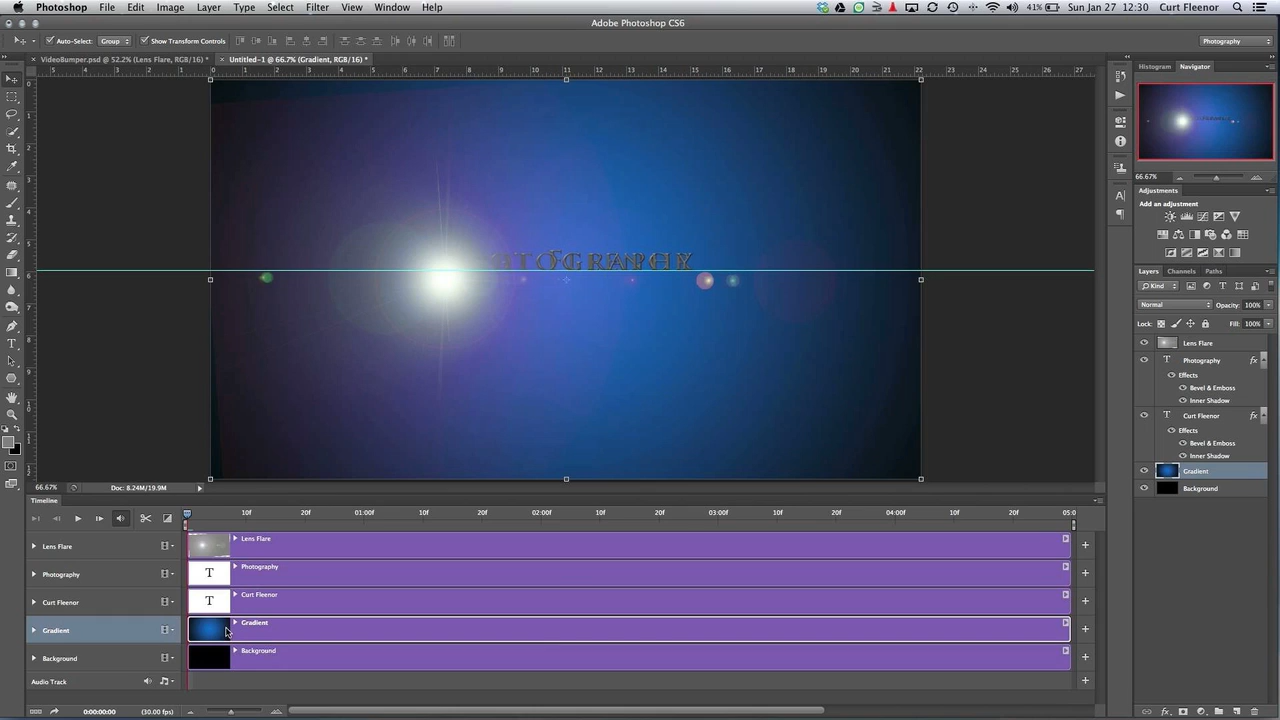 Photoshop File Edit Image Layer Type Select Filter View Window Help 41% Sun Jan 27 12:30 Curt Fleenor
Adobe Photoshop CS6
Auto-Select: Group Show Transform Controls Photography
VideoBumper.psd @ 52.2% (Lens Flare, RGB/16) * Untitled-1 @ 66.7% (Gradient, RGB/16) *
Histogram Navigator
66.67%
Adjustments
Add an adjustment
Layers Channels Paths
Kind
Normal Opacity: 100%
Lock: Fill: 100%
Lens Flare
T Photography fx
Effects
Bevel & Emboss
Inner Shadow
T Curt Fleenor fx
Effects
Bevel & Emboss
Inner Shadow
Gradient
Background
66.67% Doc: 8.24M/19.9M
Timeline
10f 20f 01:00f 10f 20f 02:00f 10f 20f 03:00f 10f 20f 04:00f 10f 20f 05:0
Lens Flare Lens Flare
Photography T Photography
Curt Fleenor T Curt Fleenor
Gradient Gradient
Background Background
Audio Track
0:00:00:00 (30.00 fps)